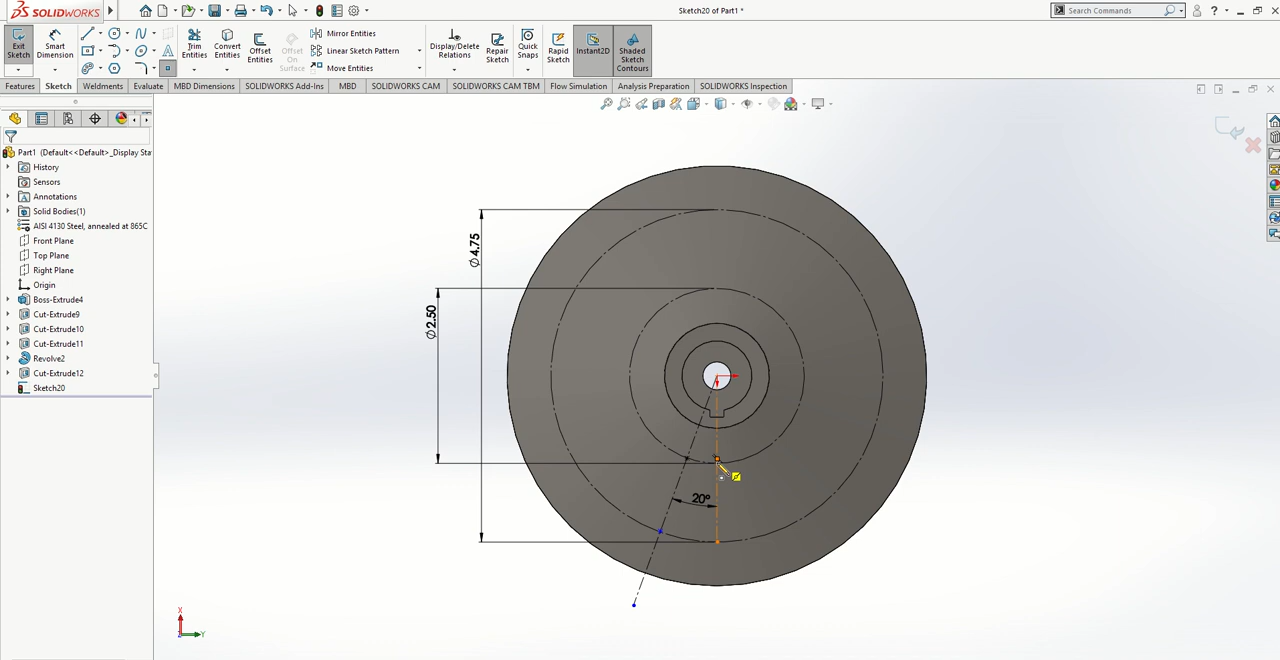 SOLIDWORKS
Sketch20 of Part1 *
Search Commands
Exit Sketch
Smart Dimension
Trim Entities
Convert Entities
Offset Entities
Offset On Surface
Mirror Entities
Linear Sketch Pattern
Move Entities
Display/Delete Relations
Repair Sketch
Quick Snaps
Rapid Sketch
Instant2D
Shaded Sketch Contours
Features
Sketch
Weldments
Evaluate
MBD Dimensions
SOLIDWORKS Add-Ins
MBD
SOLIDWORKS CAM
SOLIDWORKS CAM TBM
Flow Simulation
Analysis Preparation
SOLIDWORKS Inspection
Part1 (Default<<Default>_Display Sta
History
Sensors
Annotations
Solid Bodies(1)
AISI 4130 Steel, annealed at 865C
Front Plane
Top Plane
Right Plane
Origin
Boss-Extrude4
Cut-Extrude9
Cut-Extrude10
Cut-Extrude11
Revolve2
Cut-Extrude12
Sketch20
∅4.75
∅2.50
20°
X
Y
Z